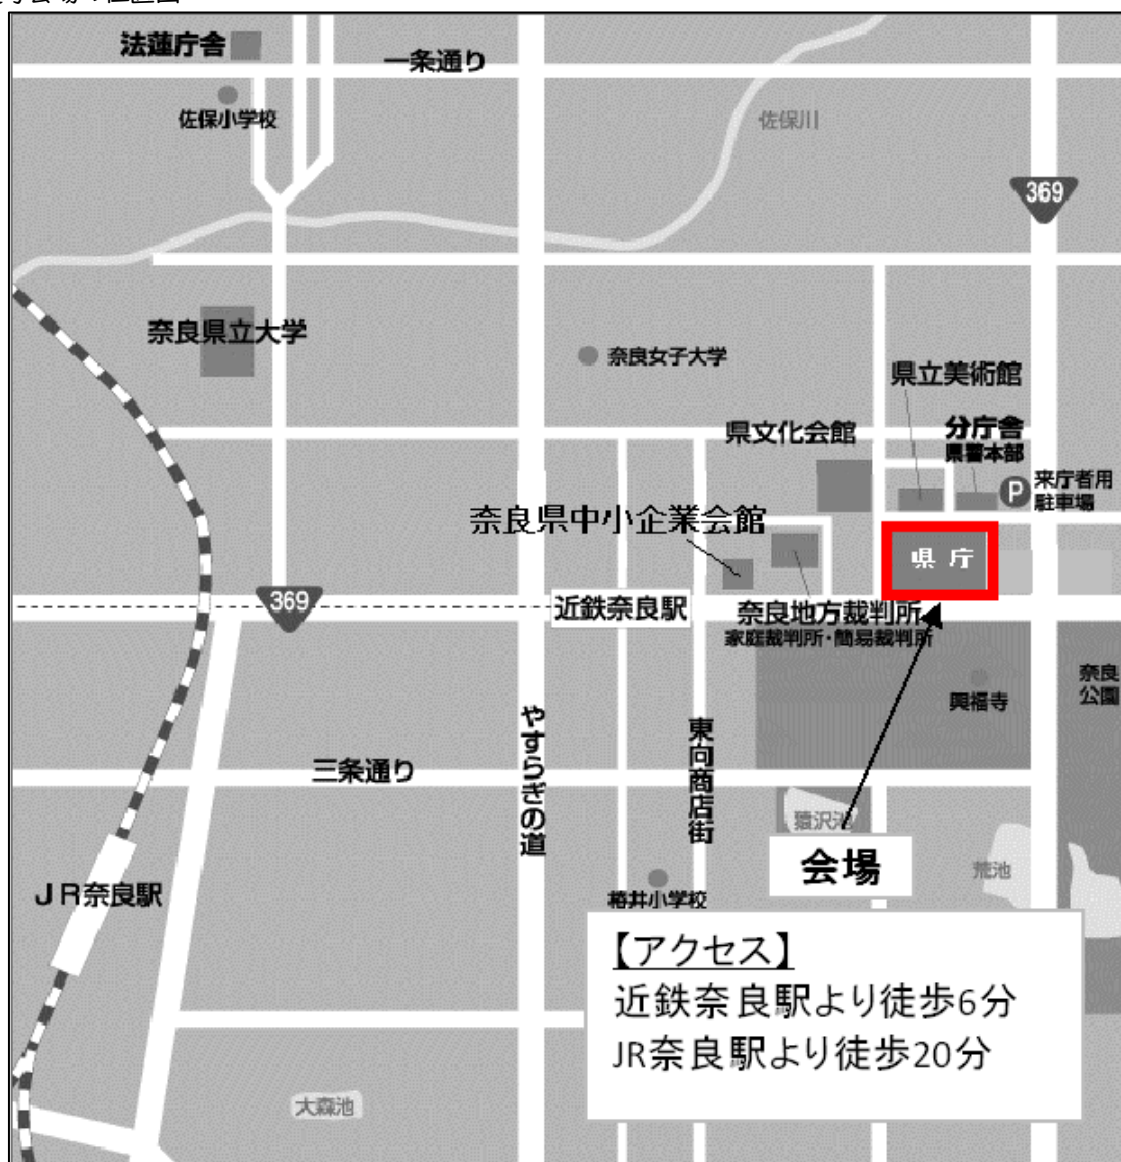 法蓮庁舎
一条通り
佐保小学校
佐保川
369
奈良県立大学
奈良女子大学
県立美術館
県文化会館
分庁舎
県警本部
P
来庁者用
駐車場
奈良県中小企業会館
県庁
369
近鉄奈良駅
奈良地方裁判所
家庭裁判所・簡易裁判所
奈良
公園
興福寺
やすらぎの道
東向商店街
三条通り
猿沢池
会場
荒池
JR奈良駅
椿井小学校
【アクセス】
近鉄奈良駅より徒歩6分
JR奈良駅より徒歩20分
大森池